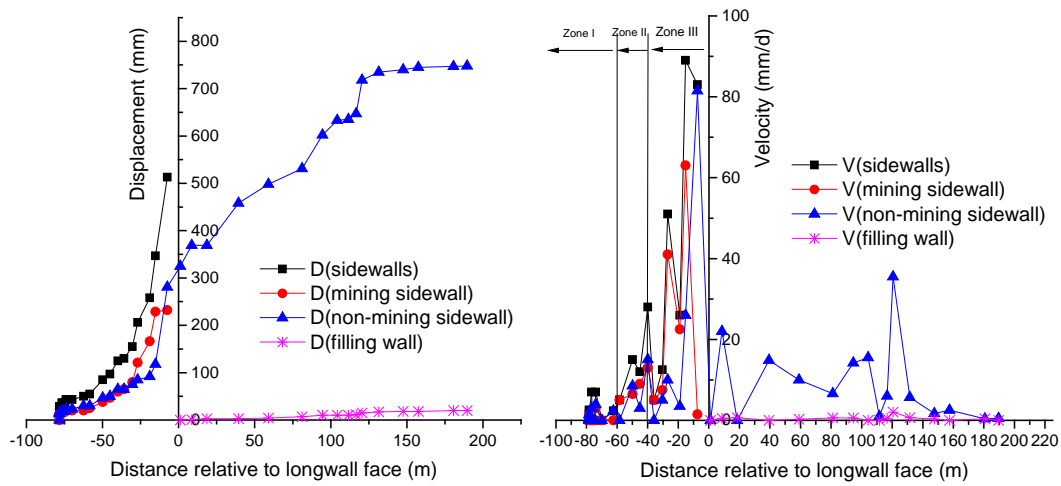 800
700
600
500
400
300
200
100
0
Displacement (mm)
D(sidewalls)
D(mining sidewall)
D(non-mining sidewall)
D(filling wall)
-100 -50 0 50 100 150 200
Distance relative to longwall face (m)
Zone I Zone II Zone III
100
80
60
40
20
0
Velocity (mm/d)
V(sidewalls)
V(mining sidewall)
V(non-mining sidewall)
V(filling wall)
-100 -80 -60 -40 -20 0 20 40 60 80 100 120 140 160 180 200 220
Distance relative to longwall face (m)